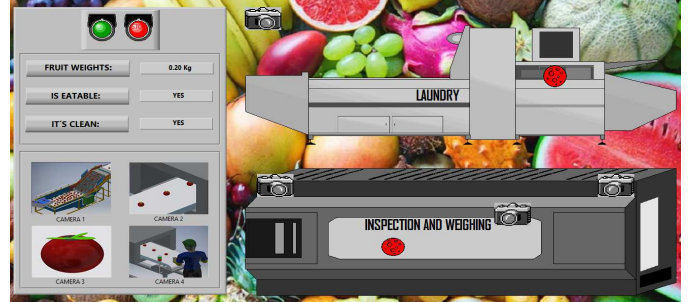 FRUIT WEIGHTS:
0.20 Kg
IS EATABLE:
YES
IT´S CLEAN:
YES
CAMERA 1
CAMERA 2
CAMERA 3
CAMERA 4
LAUNDRY
INSPECTION AND WEIGHING